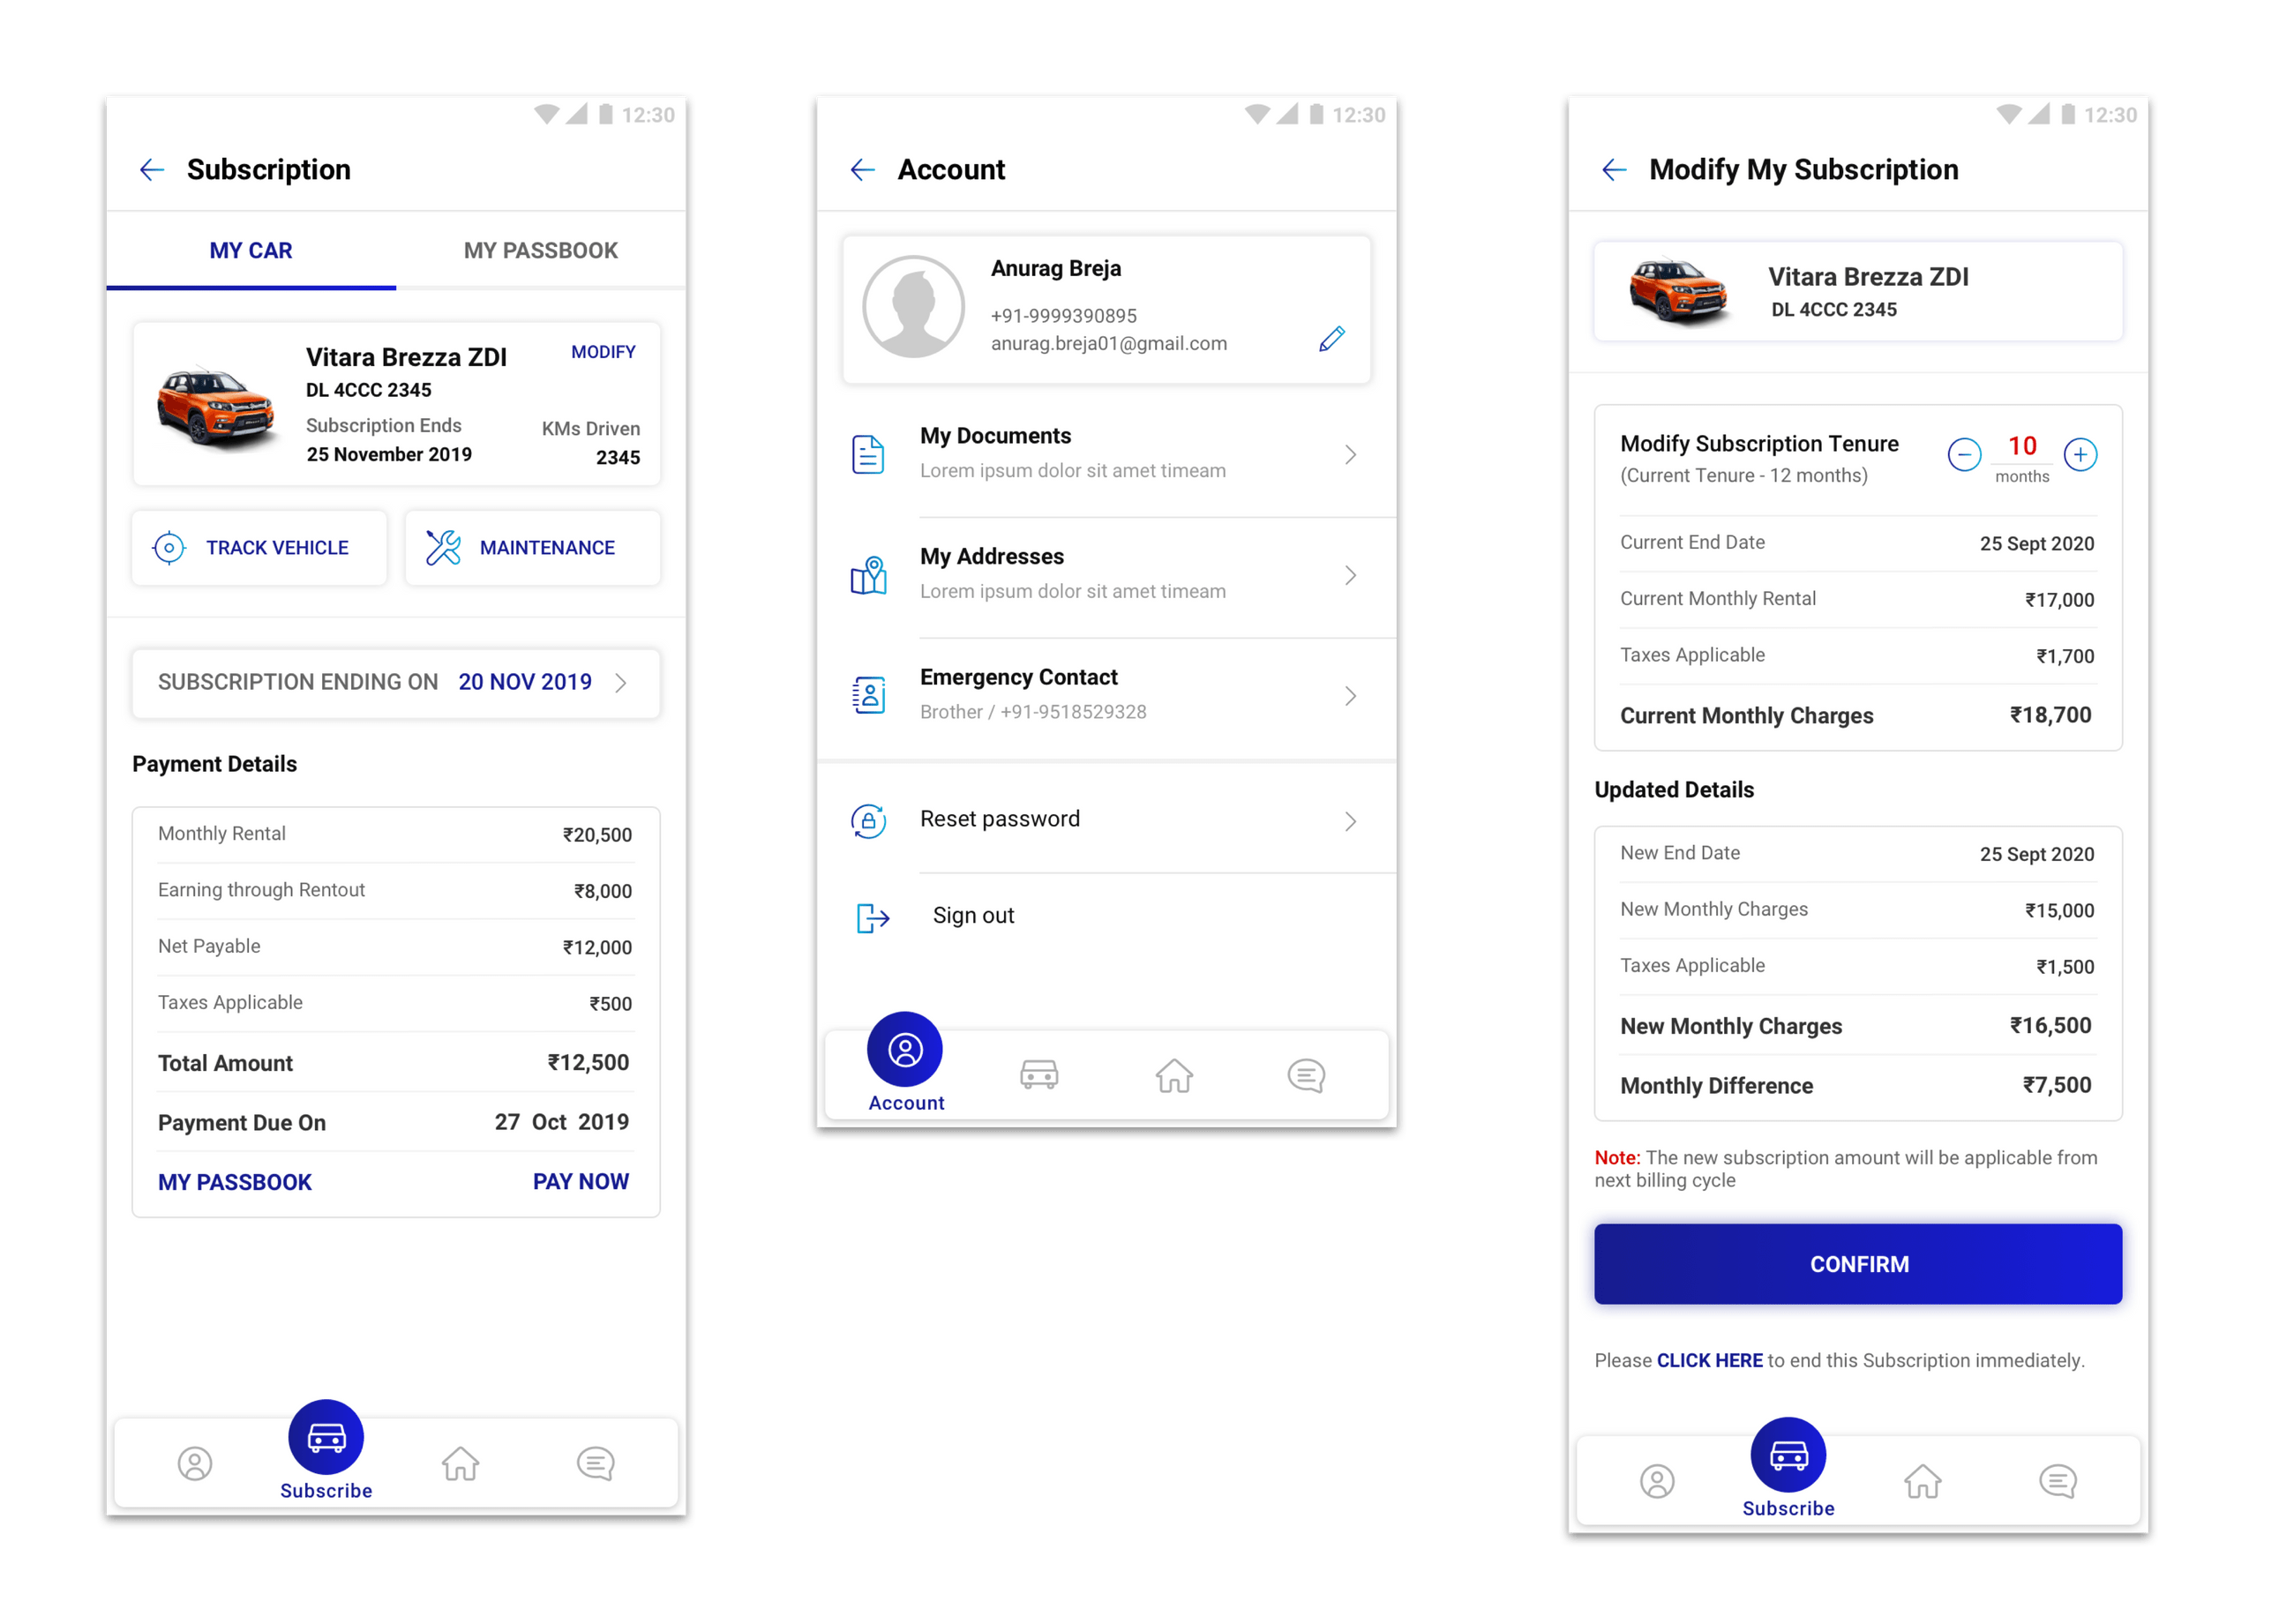 12:30
Subscription
MY CAR
MY PASSBOOK
Vitara Brezza ZDI
MODIFY
DL 4CCC 2345
Subscription Ends
KMs Driven
25 November 2019
2345
TRACK VEHICLE
MAINTENANCE
SUBSCRIPTION ENDING ON 20 NOV 2019
Payment Details
Monthly Rental ₹20,500
Earning through Rentout ₹8,000
Net Payable ₹12,000
Taxes Applicable ₹500
Total Amount ₹12,500
Payment Due On 27 Oct 2019
MY PASSBOOK PAY NOW
Subscribe
12:30
Account
Anurag Breja
+91-9999390895
anurag.breja01@gmail.com
My Documents
Lorem ipsum dolor sit amet timeam
My Addresses
Lorem ipsum dolor sit amet timeam
Emergency Contact
Brother / +91-9518529328
Reset password
Sign out
Account
12:30
Modify My Subscription
Vitara Brezza ZDI
DL 4CCC 2345
Modify Subscription Tenure
10
(Current Tenure - 12 months)
months
Current End Date 25 Sept 2020
Current Monthly Rental ₹17,000
Taxes Applicable ₹1,700
Current Monthly Charges ₹18,700
Updated Details
New End Date 25 Sept 2020
New Monthly Charges ₹15,000
Taxes Applicable ₹1,500
New Monthly Charges ₹16,500
Monthly Difference ₹7,500
Note: The new subscription amount will be applicable from
next billing cycle
CONFIRM
Please CLICK HERE to end this Subscription immediately.
Subscribe